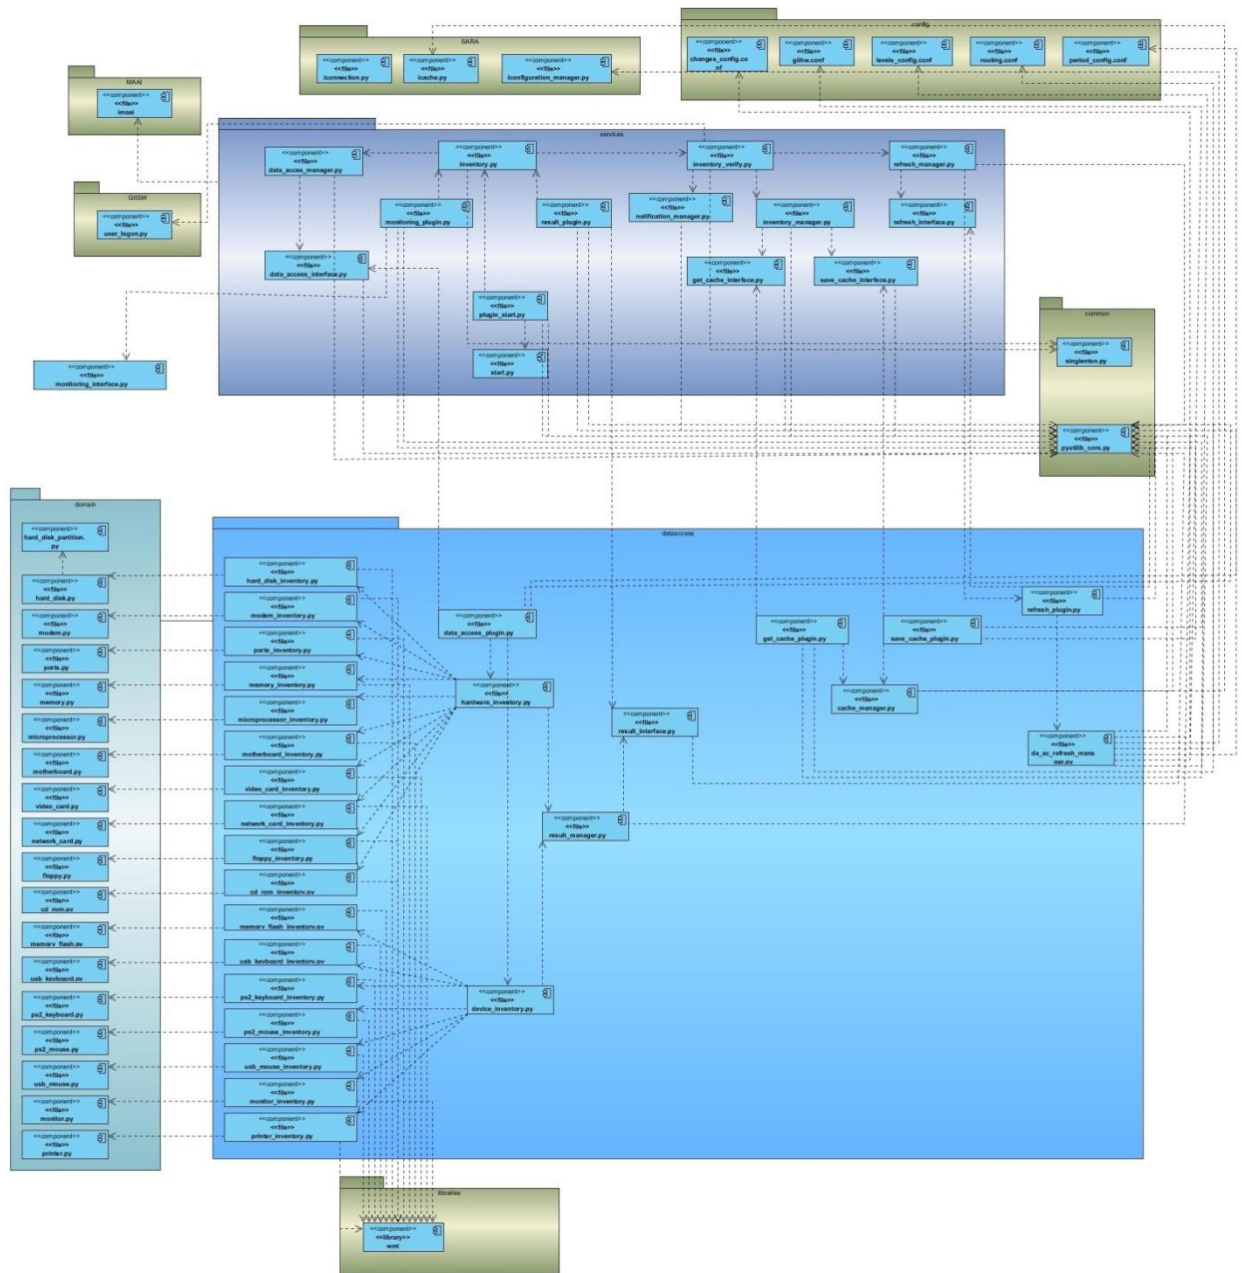 config
<<component>>
<<file>>
changes_config.co
nf
<<component>>
<<file>>
gihw.conf
<<component>>
<<file>>
levels_config.conf
<<component>>
<<file>>
routing.conf
<<component>>
<<file>>
period_config.conf
SARA
<<component>>
<<file>>
iconnection.py
<<component>>
<<file>>
icache.py
<<component>>
<<file>>
iconfiguration_manager.py
MAAI
<<component>>
<<file>>
imaai
<<component>>
<<file>>
user_logon.py
services
<<component>>
<<file>>
data_acces_manager.py
<<component>>
<<file>>
inventory.py
<<component>>
<<file>>
inventory_verify.py
<<component>>
<<file>>
refresh_manager.py
<<component>>
<<file>>
monitoring_plugin.py
<<component>>
<<file>>
result_plugin.py
<<component>>
<<file>>
notification_manager.py
<<component>>
<<file>>
inventory_manager.py
<<component>>
<<file>>
refresh_interface.py
<<component>>
<<file>>
data_access_interface.py
<<component>>
<<file>>
get_cache_interface.py
<<component>>
<<file>>
save_cache_interface.py
<<component>>
<<file>>
plugin_start.py
<<component>>
<<file>>
start.py
<<component>>
<<file>>
monitoring_interface.py
common
<<component>>
<<file>>
singlenton.py
<<component>>
<<file>>
pyutilib_core.py
domain
<<component>>
<<file>>
hard_disk_partition.
py
<<component>>
<<file>>
hard_disk.py
<<component>>
<<file>>
modem.py
<<component>>
<<file>>
ports.py
<<component>>
<<file>>
memory.py
<<component>>
<<file>>
microprocessor.py
<<component>>
<<file>>
motherboard.py
<<component>>
<<file>>
video_card.py
<<component>>
<<file>>
network_card.py
<<component>>
<<file>>
floppy.py
<<component>>
<<file>>
cd_rom.py
<<component>>
<<file>>
memory_flash.py
<<component>>
<<file>>
usb_keyboard.py
<<component>>
<<file>>
ps2_keyboard.py
<<component>>
<<file>>
ps2_mouse.py
<<component>>
<<file>>
usb_mouse.py
<<component>>
<<file>>
monitor.py
<<component>>
<<file>>
printer.py
dataaccess
<<component>>
<<file>>
hard_disk_inventory.py
<<component>>
<<file>>
modem_inventory.py
<<component>>
<<file>>
ports_inventory.py
<<component>>
<<file>>
memory_inventory.py
<<component>>
<<file>>
microprocessor_inventory.py
<<component>>
<<file>>
motherboard_inventory.py
<<component>>
<<file>>
video_card_inventory.py
<<component>>
<<file>>
network_card_inventory.py
<<component>>
<<file>>
floppy_inventory.py
<<component>>
<<file>>
cd_rom_inventory.py
<<component>>
<<file>>
memory_flash_inventory.py
<<component>>
<<file>>
usb_keyboard_inventory.py
<<component>>
<<file>>
ps2_keyboard_inventory.py
<<component>>
<<file>>
ps2_mouse_inventory.py
<<component>>
<<file>>
usb_mouse_inventory.py
<<component>>
<<file>>
monitor_inventory.py
<<component>>
<<file>>
printer_inventory.py
<<component>>
<<file>>
data_access_plugin.py
<<component>>
<<file>>
hardware_inventory.py
<<component>>
<<file>>
result_interface.py
<<component>>
<<file>>
result_manager.py
<<component>>
<<file>>
device_inventory.py
<<component>>
<<file>>
get_cache_plugin.py
<<component>>
<<file>>
save_cache_plugin.py
<<component>>
<<file>>
cache_manager.py
<<component>>
<<file>>
refresh_plugin.py
<<component>>
<<file>>
da_ac_refresh_mana
ger.py
libraries
<<component>>
<<library>>
wmi